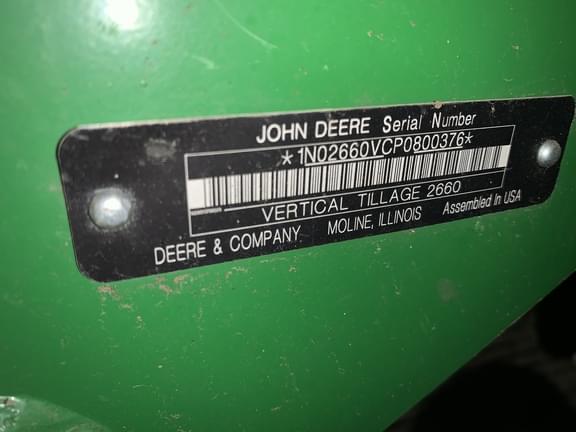 JOHN DEERE Serial Number
*1N02660VCP0800376*
VERTICAL TILLAGE 2660
DEERE & COMPANY MOLINE, ILLINOIS Assembled In USA